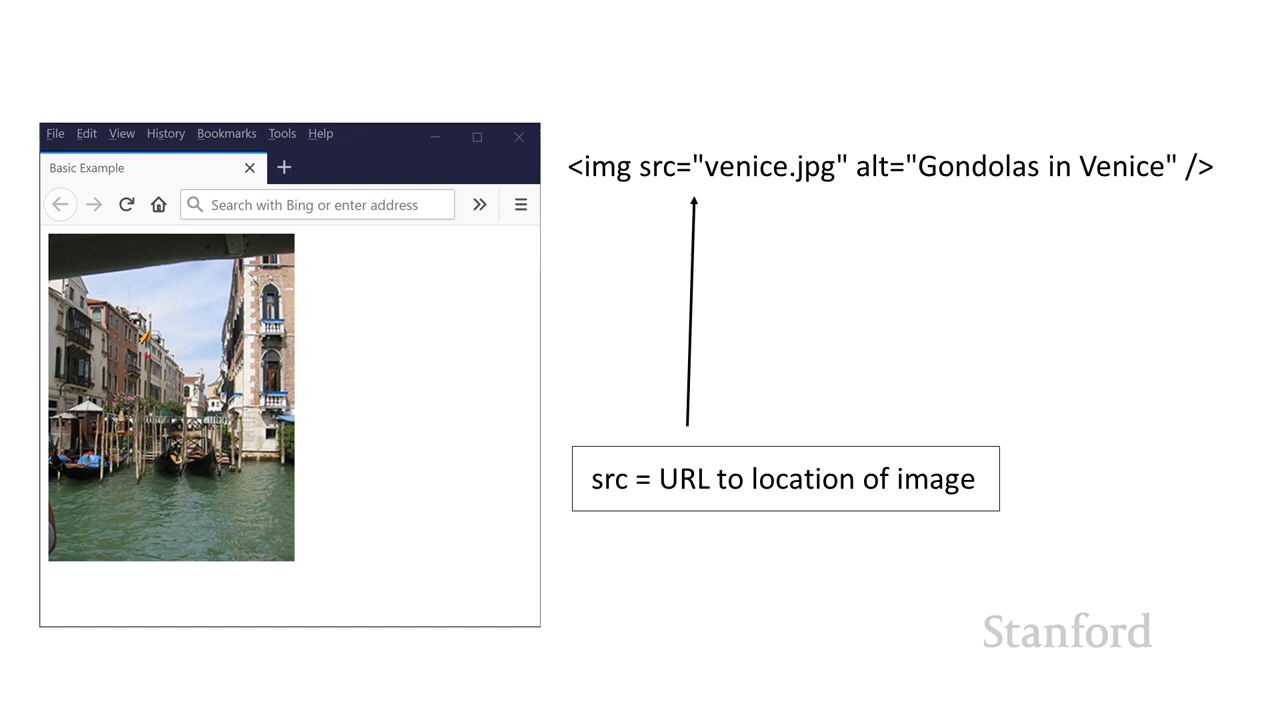 File Edit View History Bookmarks Tools Help
Basic Example
Search with Bing or enter address
<img src="venice.jpg" alt="Gondolas in Venice" />
src = URL to location of image
Stanford